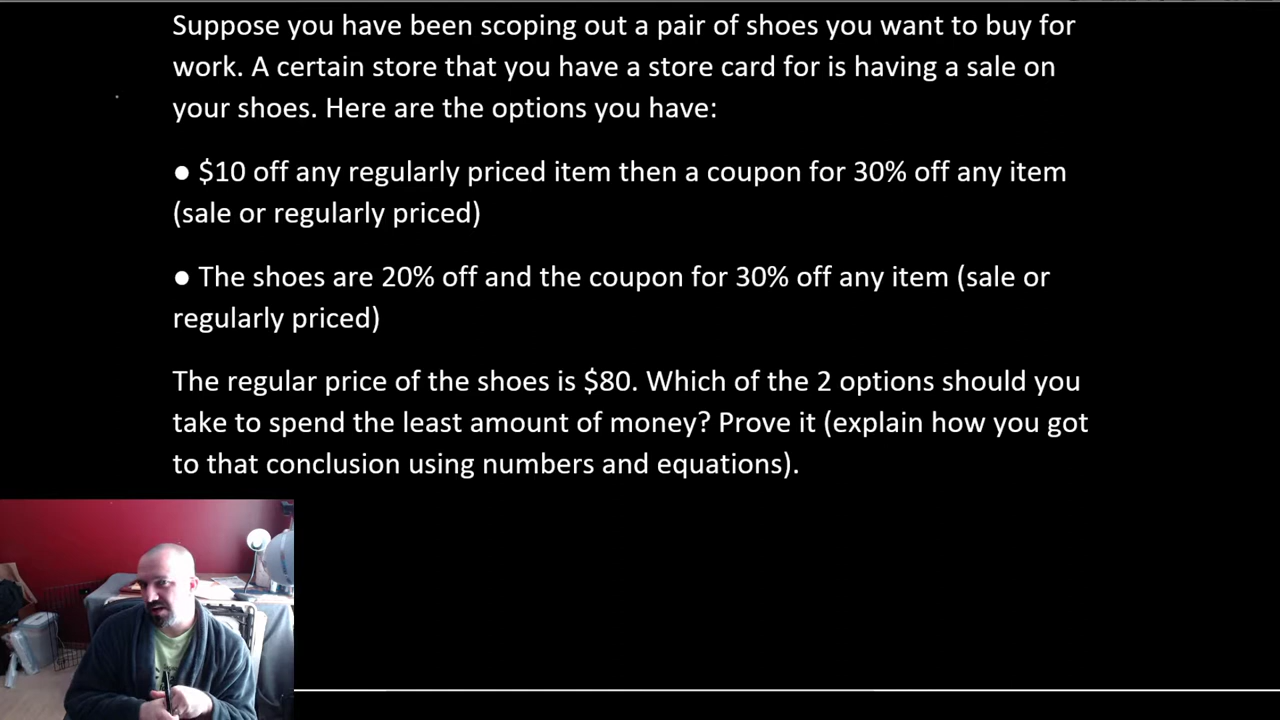 Suppose you have been scoping out a pair of shoes you want to buy for
work. A certain store that you have a store card for is having a sale on
your shoes. Here are the options you have:
● $10 off any regularly priced item then a coupon for 30% off any item
(sale or regularly priced)
● The shoes are 20% off and the coupon for 30% off any item (sale or
regularly priced)
The regular price of the shoes is $80. Which of the 2 options should you
take to spend the least amount of money? Prove it (explain how you got
to that conclusion using numbers and equations).